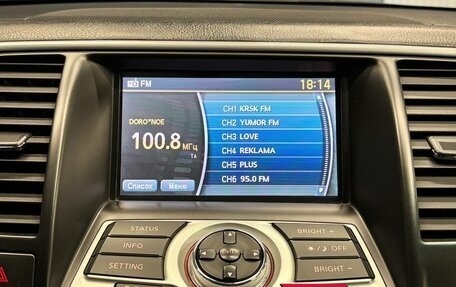 FM 18:14
DORO"NOE
100.8 МГц
TA
CH1 KRSK FM
CH2 YUMOR FM
CH3 LOVE
CH4 REKLAMA
CH5 PLUS
CH6 95.0 FM
Список Меню
STATUS
INFO
SETTING
ENTER
BRIGHT +
OFF
BRIGHT −